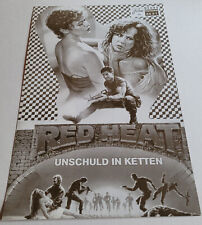 RED HEAT
UNSCHULD IN KETTEN